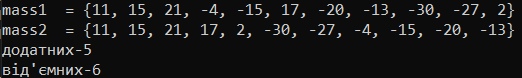 mass1  = {11, 15, 21, -4, -15, 17, -20, -13, -30, -27, 2}
mass2  = {11, 15, 21, 17, 2, -30, -27, -4, -15, -20, -13}
додатних-5
від'ємних-6